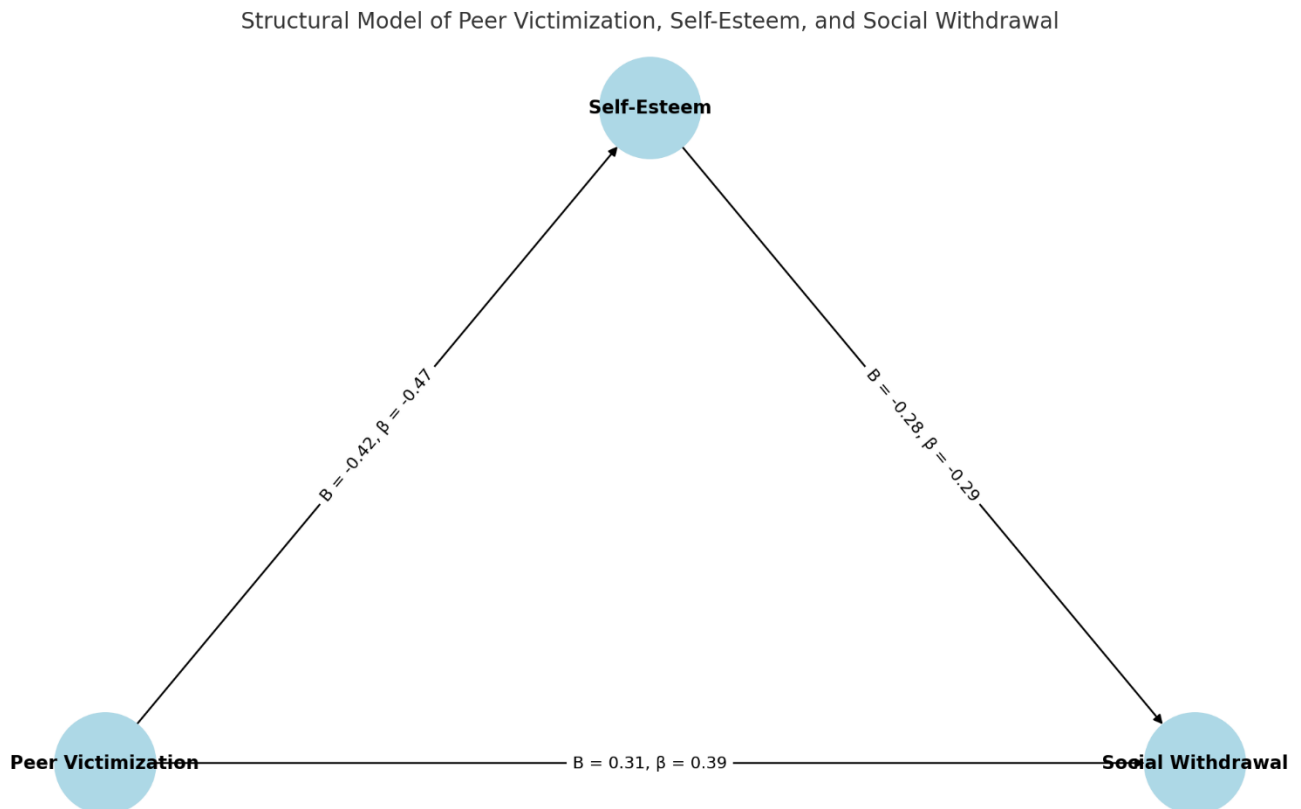 Structural Model of Peer Victimization, Self-Esteem, and Social Withdrawal
Self-Esteem
B = -0.42, β = -0.47
B = -0.28, β = -0.29
Peer Victimization
B = 0.31, β = 0.39
Social Withdrawal